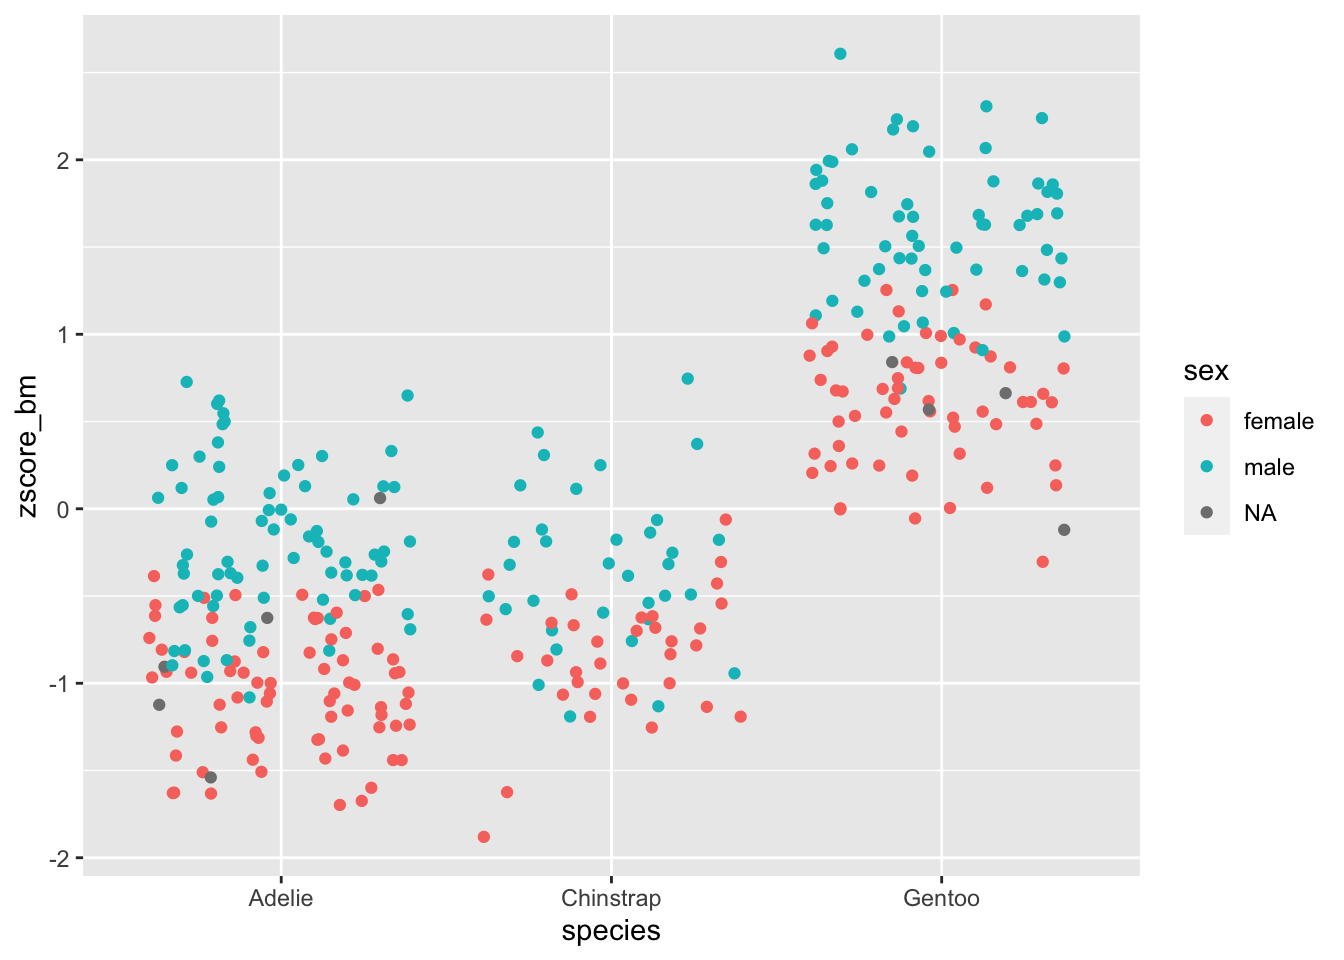 2
1
0
-1
-2
zscore_bm
Adelie
Chinstrap
Gentoo
species
sex
female
male
NA